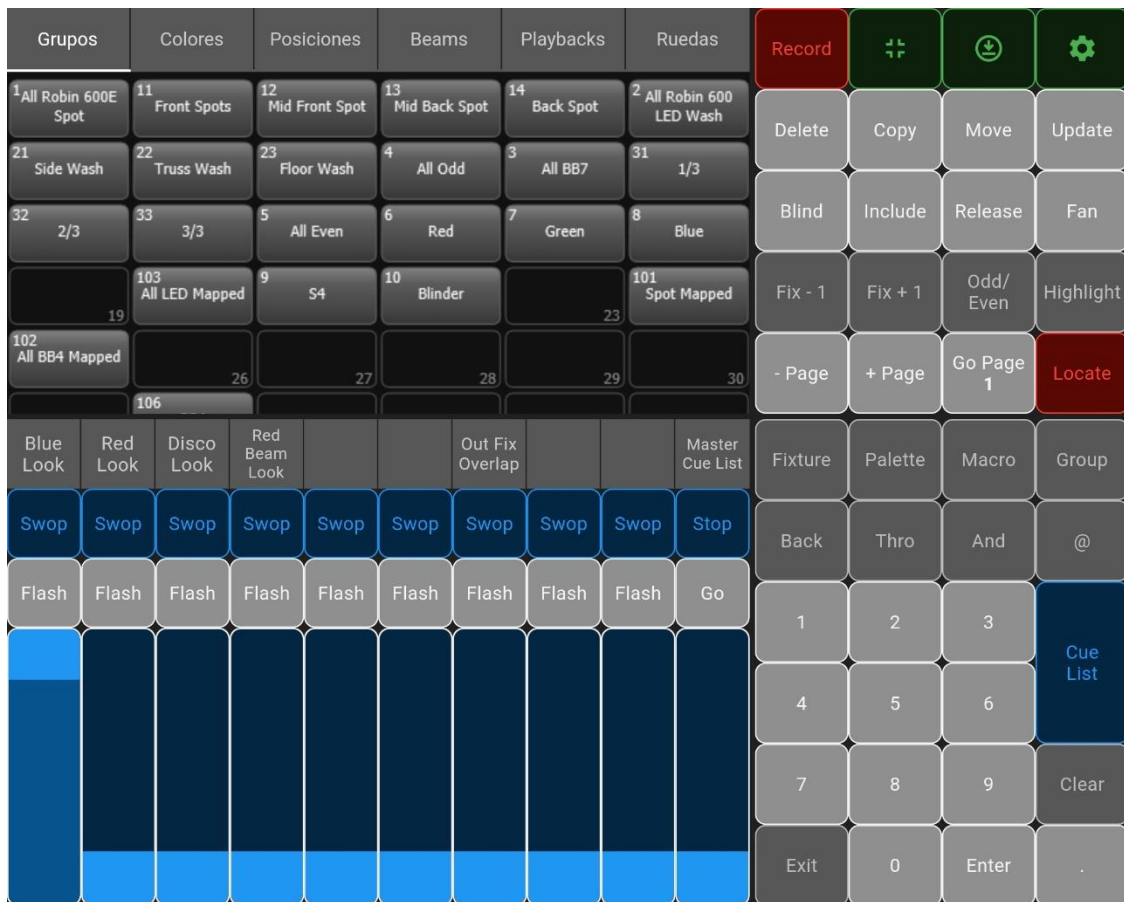 Grupos
Colores
Posiciones
Beams
Playbacks
Ruedas
1
All Robin 600E
Spot
11
Front Spots
12
Mid Front Spot
13
Mid Back Spot
14
Back Spot
2
All Robin 600
LED Wash
21
Side Wash
22
Truss Wash
23
Floor Wash
4
All Odd
3
All BB7
31
1/3
32
2/3
33
3/3
5
All Even
6
Red
7
Green
8
Blue
19
103
All LED Mapped
9
S4
10
Blinder
23
101
Spot Mapped
102
All BB4 Mapped
26
27
28
29
30
106
Blue
Look
Red
Look
Disco
Look
Red
Beam
Look
Out Fix
Overlap
Master
Cue List
Swop
Swop
Swop
Swop
Swop
Swop
Swop
Swop
Swop
Stop
Flash
Flash
Flash
Flash
Flash
Flash
Flash
Flash
Flash
Go
Record
Delete
Copy
Move
Update
Blind
Include
Release
Fan
Fix - 1
Fix + 1
Odd/
Even
Highlight
- Page
+ Page
Go Page
1
Locate
Fixture
Palette
Macro
Group
Back
Thro
And
@
1
2
3
Cue
List
4
5
6
7
8
9
Clear
Exit
0
Enter
.